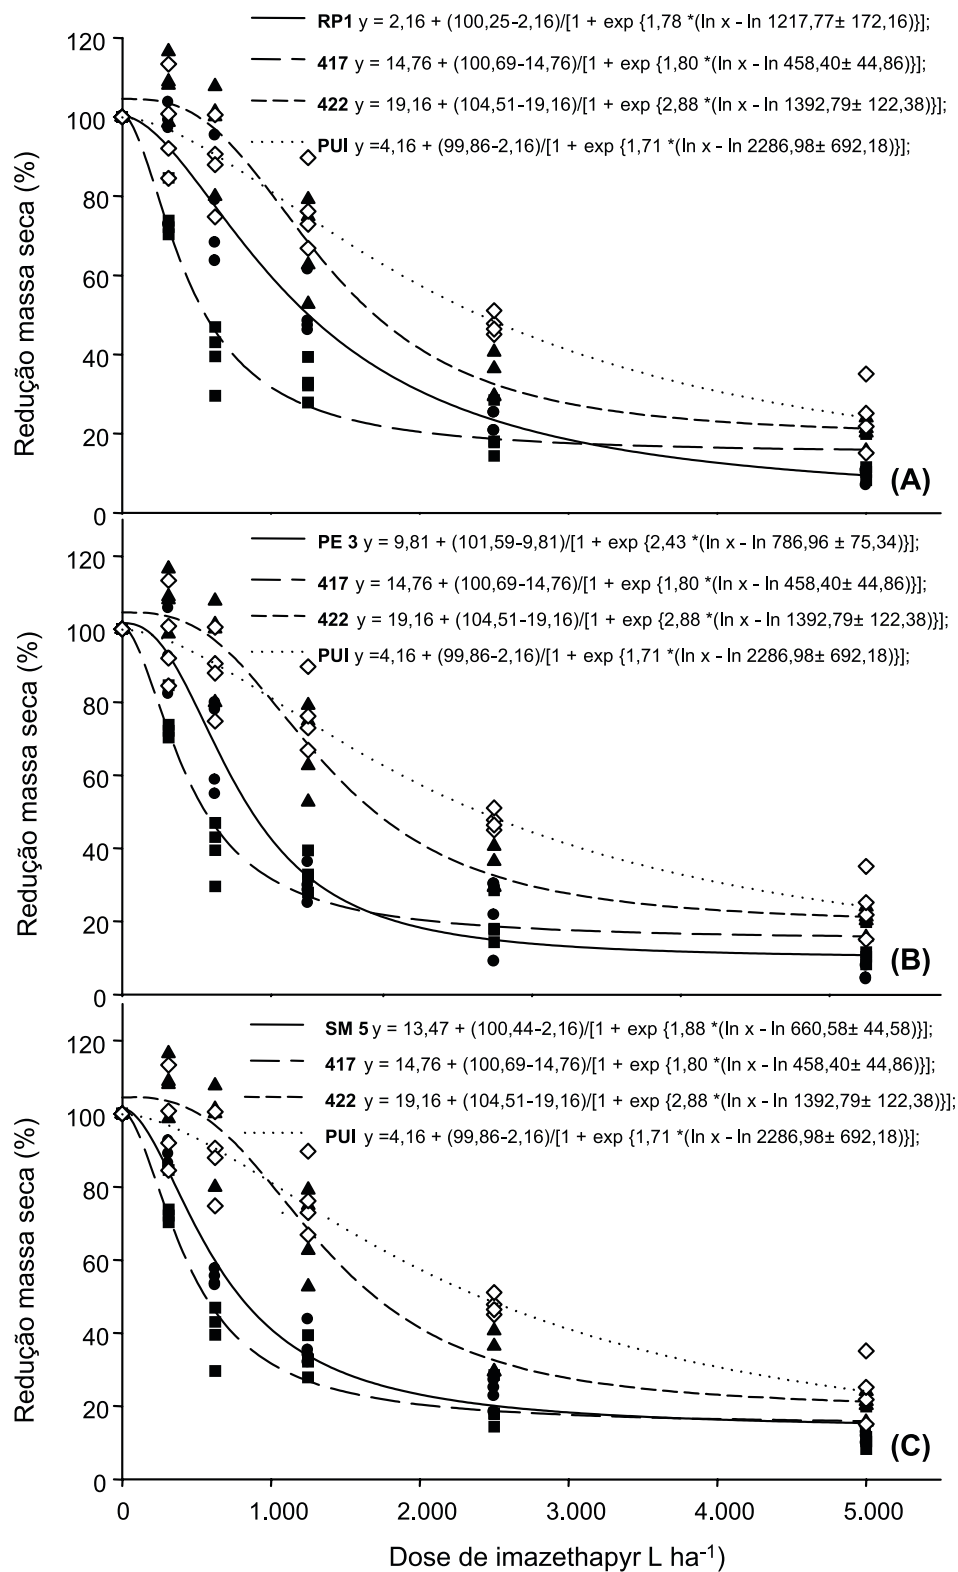 RP1 y = 2,16 + (100,25-2,16)/[1 + exp {1,78 *(ln x - ln 1217,77± 172,16)}];
417 y = 14,76 + (100,69-14,76)/[1 + exp {1,80 *(ln x - ln 458,40± 44,86)}];
422 y = 19,16 + (104,51-19,16)/[1 + exp {2,88 *(ln x - ln 1392,79± 122,38)}];
PUI y =4,16 + (99,86-2,16)/[1 + exp {1,71 *(ln x - ln 2286,98± 692,18)}];
Redução massa seca (%)
120
100
80
60
40
20
0
(A)
PE 3 y = 9,81 + (101,59-9,81)/[1 + exp {2,43 *(ln x - ln 786,96 ± 75,34)}];
417 y = 14,76 + (100,69-14,76)/[1 + exp {1,80 *(ln x - ln 458,40± 44,86)}];
422 y = 19,16 + (104,51-19,16)/[1 + exp {2,88 *(ln x - ln 1392,79± 122,38)}];
PUI y =4,16 + (99,86-2,16)/[1 + exp {1,71 *(ln x - ln 2286,98± 692,18)}];
Redução massa seca (%)
120
100
80
60
40
20
0
(B)
SM 5 y = 13,47 + (100,44-2,16)/[1 + exp {1,88 *(ln x - ln 660,58± 44,58)}];
417 y = 14,76 + (100,69-14,76)/[1 + exp {1,80 *(ln x - ln 458,40± 44,86)}];
422 y = 19,16 + (104,51-19,16)/[1 + exp {2,88 *(ln x - ln 1392,79± 122,38)}];
PUI y =4,16 + (99,86-2,16)/[1 + exp {1,71 *(ln x - ln 2286,98± 692,18)}];
Redução massa seca (%)
120
100
80
60
40
20
0
(C)
0 1.000 2.000 3.000 4.000 5.000
Dose de imazethapyr L ha⁻¹)